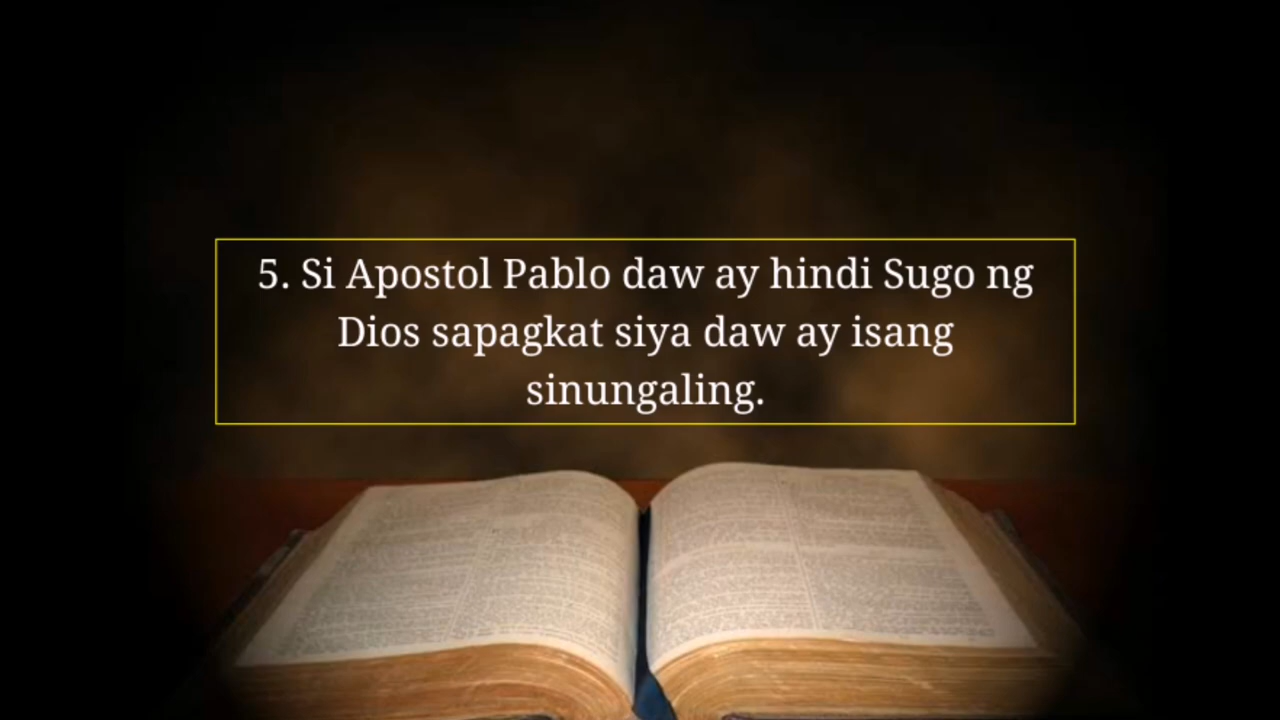 5. Si Apostol Pablo daw ay hindi Sugo ng
Dios sapagkat siya daw ay isang
sinungaling.